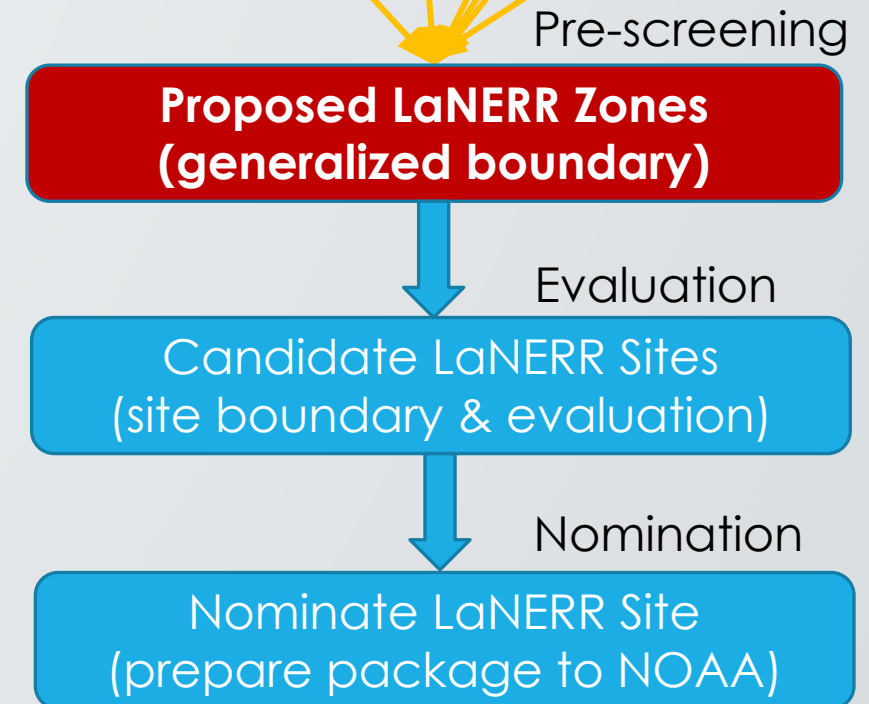 Pre-screening
Proposed LaNERR Zones
(generalized boundary)
Evaluation
Candidate LaNERR Sites
(site boundary & evaluation)
Nomination
Nominate LaNERR Site
(prepare package to NOAA)